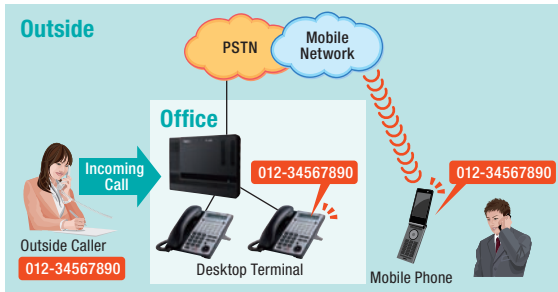 Outside
PSTN
Mobile
Network
Office
Incoming
Call
012-34567890
012-34567890
Outside Caller
012-34567890
Desktop Terminal
Mobile Phone